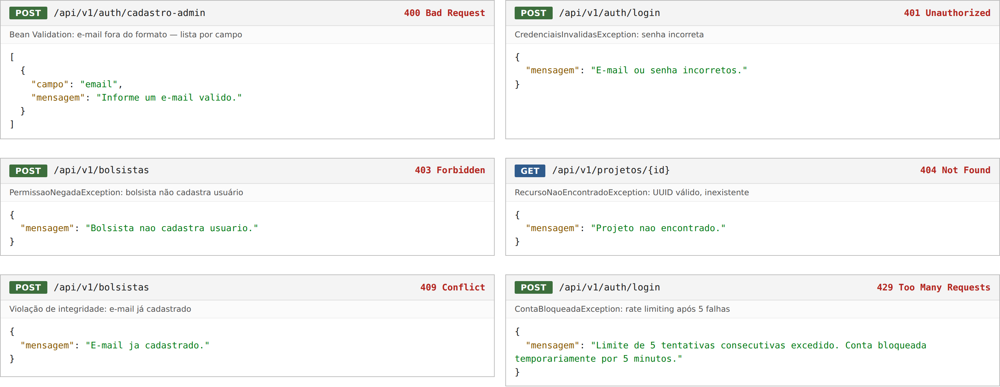 POST /api/v1/auth/cadastro-admin 400 Bad Request
Bean Validation: e-mail fora do formato — lista por campo
[
  {
    "campo": "email",
    "mensagem": "Informe um e-mail valido."
  }
]
POST /api/v1/auth/login 401 Unauthorized
CredenciaisInvalidasException: senha incorreta
{
  "mensagem": "E-mail ou senha incorretos."
}
POST /api/v1/bolsistas 403 Forbidden
PermissaoNegadaException: bolsista não cadastra usuário
{
  "mensagem": "Bolsista nao cadastra usuario."
}
GET /api/v1/projetos/{id} 404 Not Found
RecursoNaoEncontradoException: UUID válido, inexistente
{
  "mensagem": "Projeto nao encontrado."
}
POST /api/v1/bolsistas 409 Conflict
Violação de integridade: e-mail já cadastrado
{
  "mensagem": "E-mail ja cadastrado."
}
POST /api/v1/auth/login 429 Too Many Requests
ContaBloqueadaException: rate limiting após 5 falhas
{
  "mensagem": "Limite de 5 tentativas consecutivas excedido. Conta bloqueada
temporariamente por 5 minutos."
}